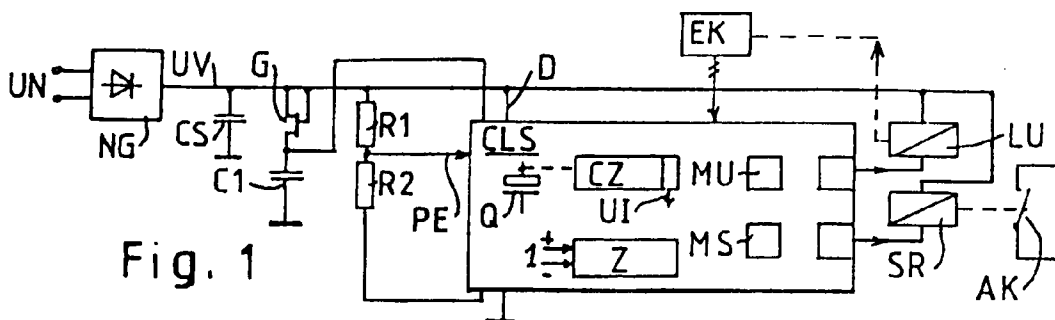 EK
UN
UV
G
D
NG
CS
C1
R1
R2
PE
CLS
Q
CZ
UI
MU
MS
1
+
-
Z
LU
SR
AK
Fig. 1